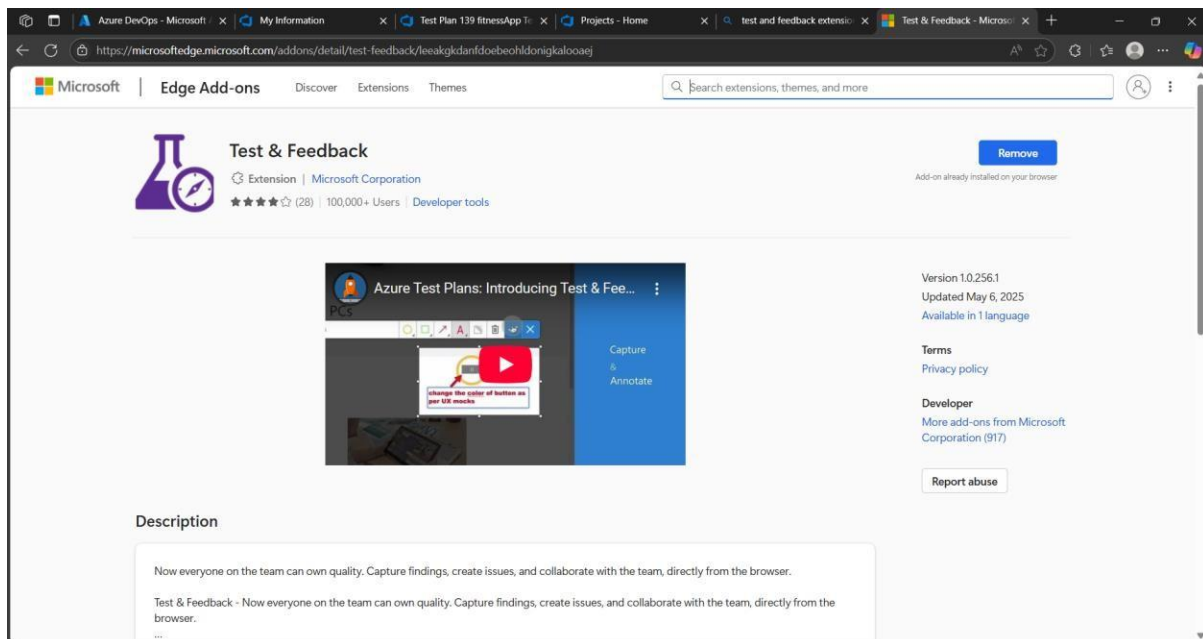 Azure DevOps - Microsoft A
My Information
Test Plan 139 fitnessApp Te
Projects - Home
test and feedback extensio
Test & Feedback - Microsof
https://microsoftedge.microsoft.com/addons/detail/test-feedback/leeakgkdanfdoebeohldonigkalooaej
Microsoft
Edge Add-ons
Discover
Extensions
Themes
Search extensions, themes, and more
Test & Feedback
Extension | Microsoft Corporation
(28) | 100,000+ Users | Developer tools
Remove
Add-on already installed on your browser
Azure Test Plans: Introducing Test & Fee...
PCs
A
change the color of button as
per UX mocks
Capture
&
Annotate
Version 1.0.256.1
Updated May 6, 2025
Available in 1 language
Terms
Privacy policy
Developer
More add-ons from Microsoft
Corporation (917)
Report abuse
Description
Now everyone on the team can own quality. Capture findings, create issues, and collaborate with the team, directly from the browser.
Test & Feedback - Now everyone on the team can own quality. Capture findings, create issues, and collaborate with the team, directly from the
browser.
...